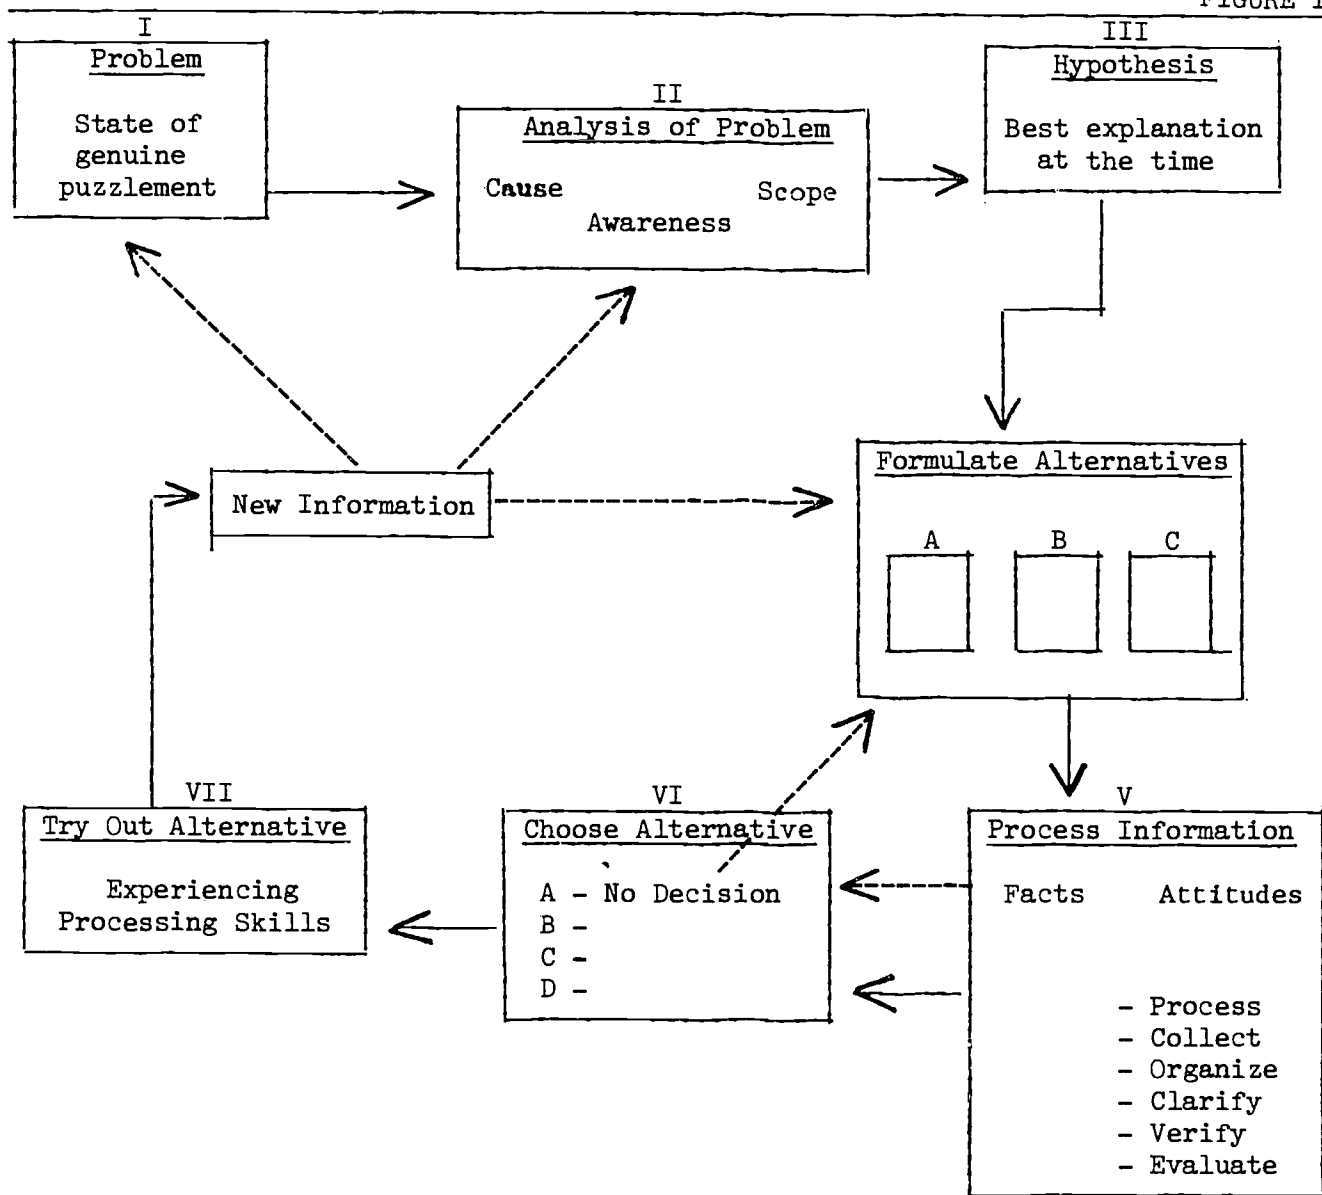 FIGURE 1
I
Problem
State of
genuine
puzzlement
II
Analysis of Problem
Cause Scope
Awareness
III
Hypothesis
Best explanation
at the time
New Information
Formulate Alternatives
A B C
V
Process Information
Facts Attitudes
- Process
- Collect
- Organize
- Clarify
- Verify
- Evaluate
VI
Choose Alternative
A - No Decision
B -
C -
D -
VII
Try Out Alternative
Experiencing
Processing Skills